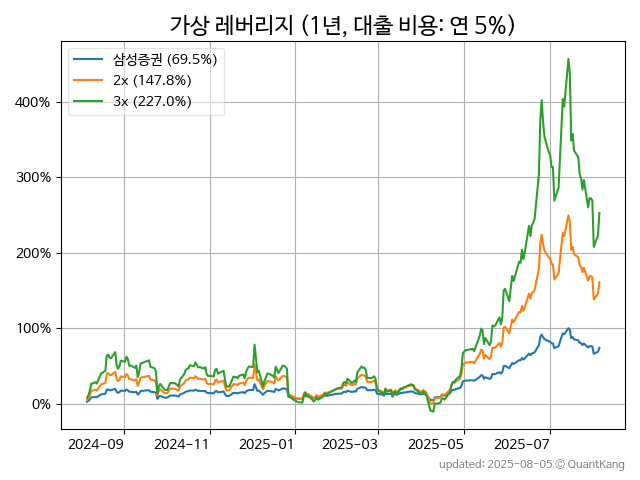 가상 레버리지 (1년, 대출 비용: 연 5%)
삼성증권 (69.5%)
2x (147.8%)
3x (227.0%)
400%
300%
200%
100%
0%
2024-09 2024-11 2025-01 2025-03 2025-05 2025-07
updated: 2025-08-05 © QuantKang